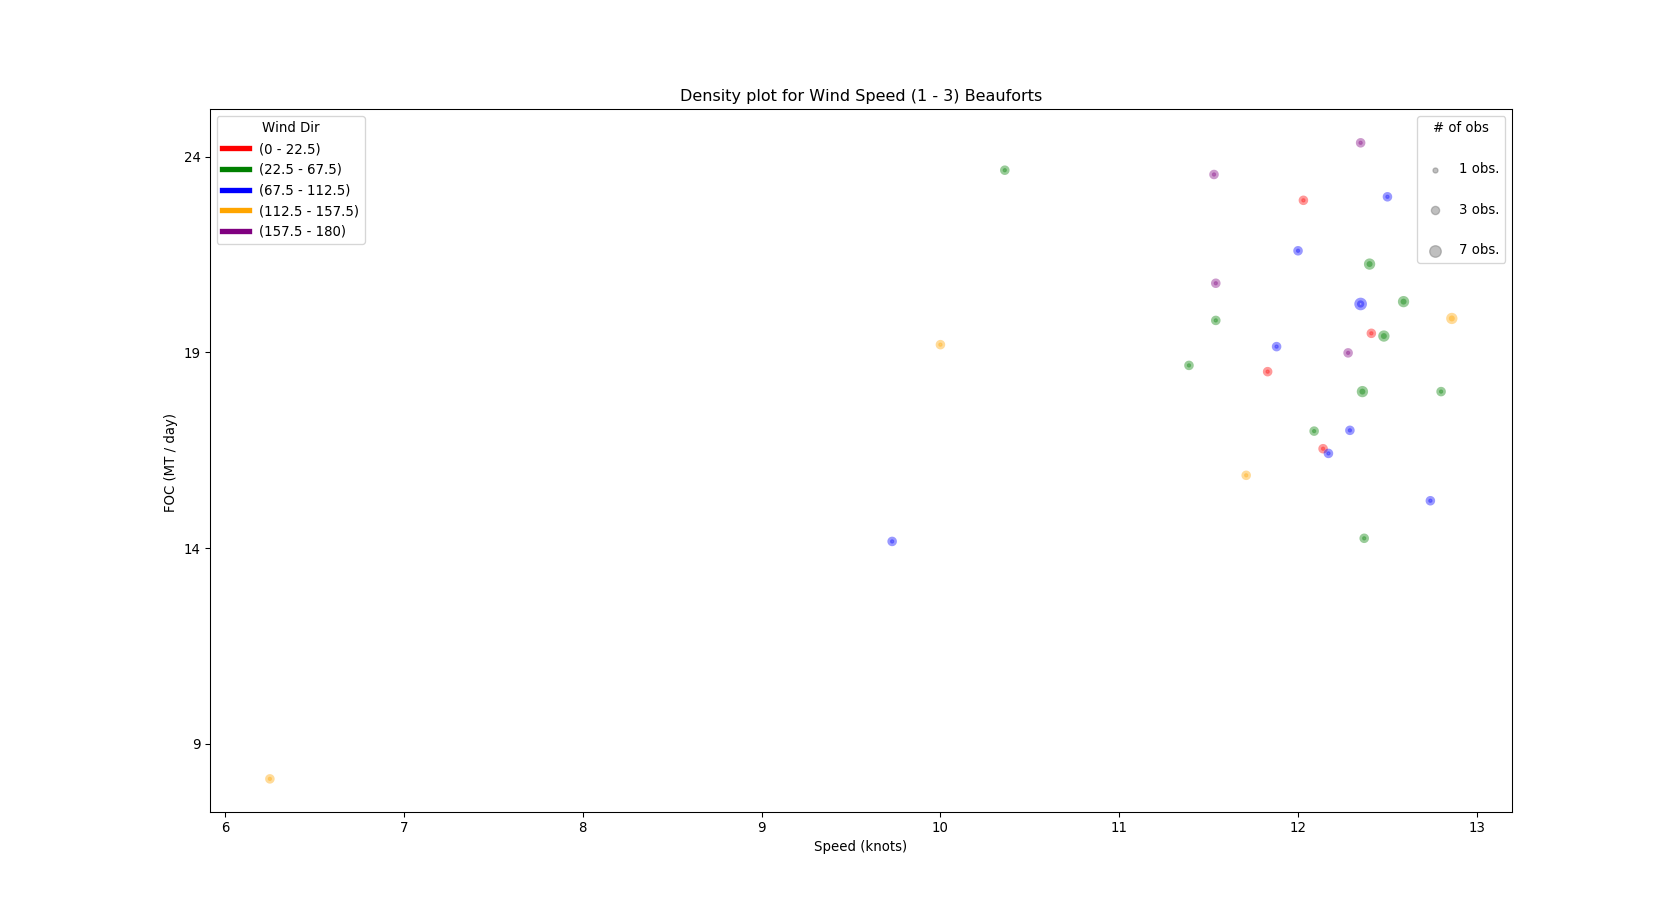 Density plot for Wind Speed (1 - 3) Beauforts
Wind Dir
(0 - 22.5)
(22.5 - 67.5)
(67.5 - 112.5)
(112.5 - 157.5)
(157.5 - 180)
# of obs
1 obs.
3 obs.
7 obs.
24
19
14
9
FOC (MT / day)
6 7 8 9 10 11 12 13
Speed (knots)